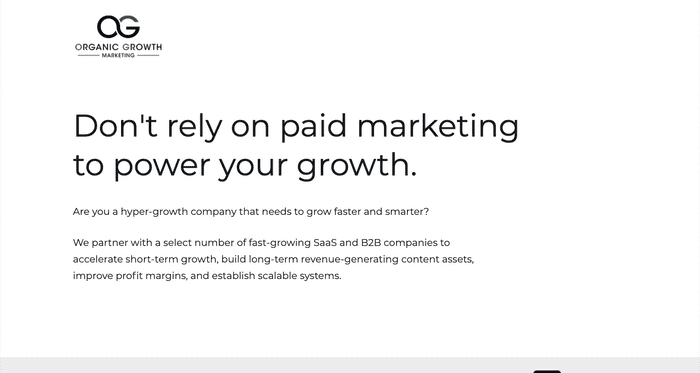 OG
ORGANIC GROWTH
MARKETING
Don't rely on paid marketing
to power your growth.
Are you a hyper-growth company that needs to grow faster and smarter?
We partner with a select number of fast-growing SaaS and B2B companies to
accelerate short-term growth, build long-term revenue-generating content assets,
improve profit margins, and establish scalable systems.